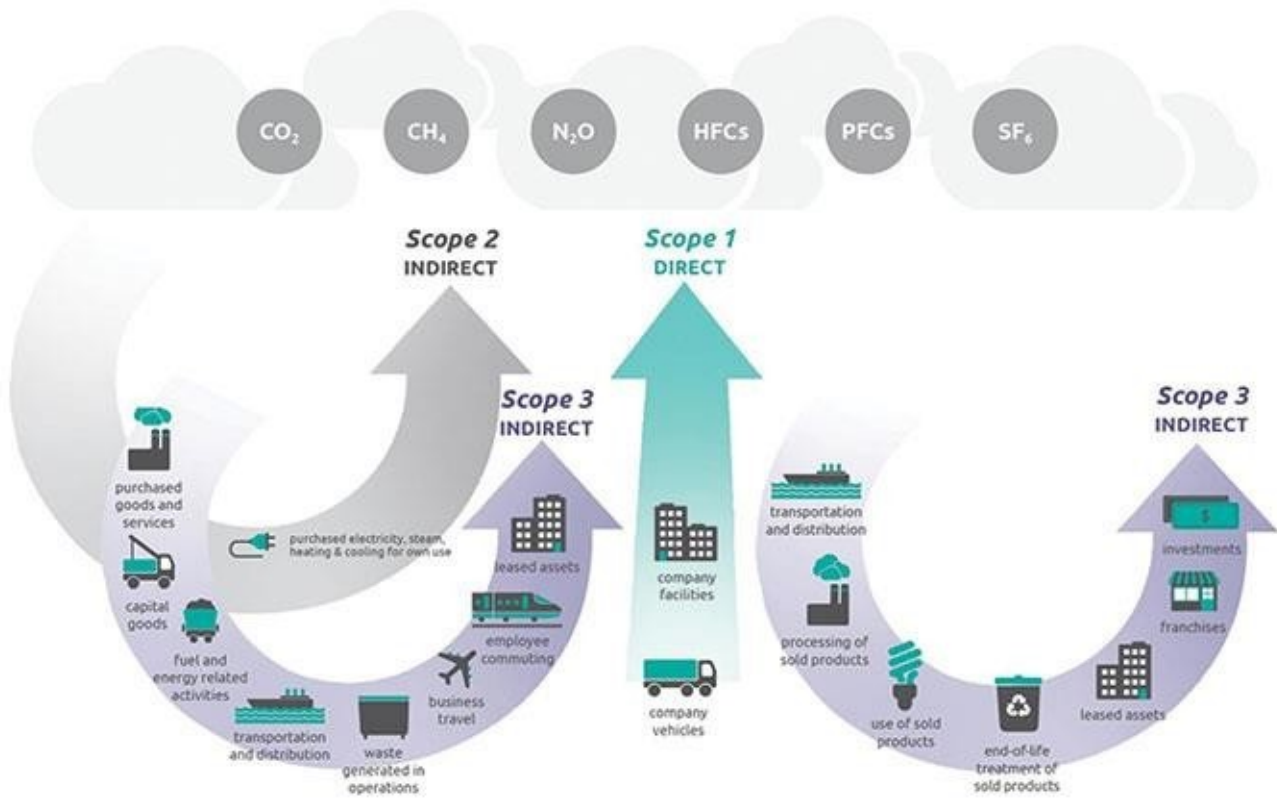 CO₂
CH₄
N₂O
HFCs
PFCs
SF₆
Scope 2
INDIRECT
Scope 1
DIRECT
Scope 3
INDIRECT
Scope 3
INDIRECT
purchased
goods and
services
capital
goods
fuel and
energy related
activities
transportation
and distribution
waste
generated in
operations
business
travel
employee
commuting
leased assets
purchased electricity, steam,
heating & cooling for own use
company
facilities
company
vehicles
transportation
and distribution
processing of
sold products
use of sold
products
end-of-life
treatment of
sold products
leased assets
franchises
investments
$